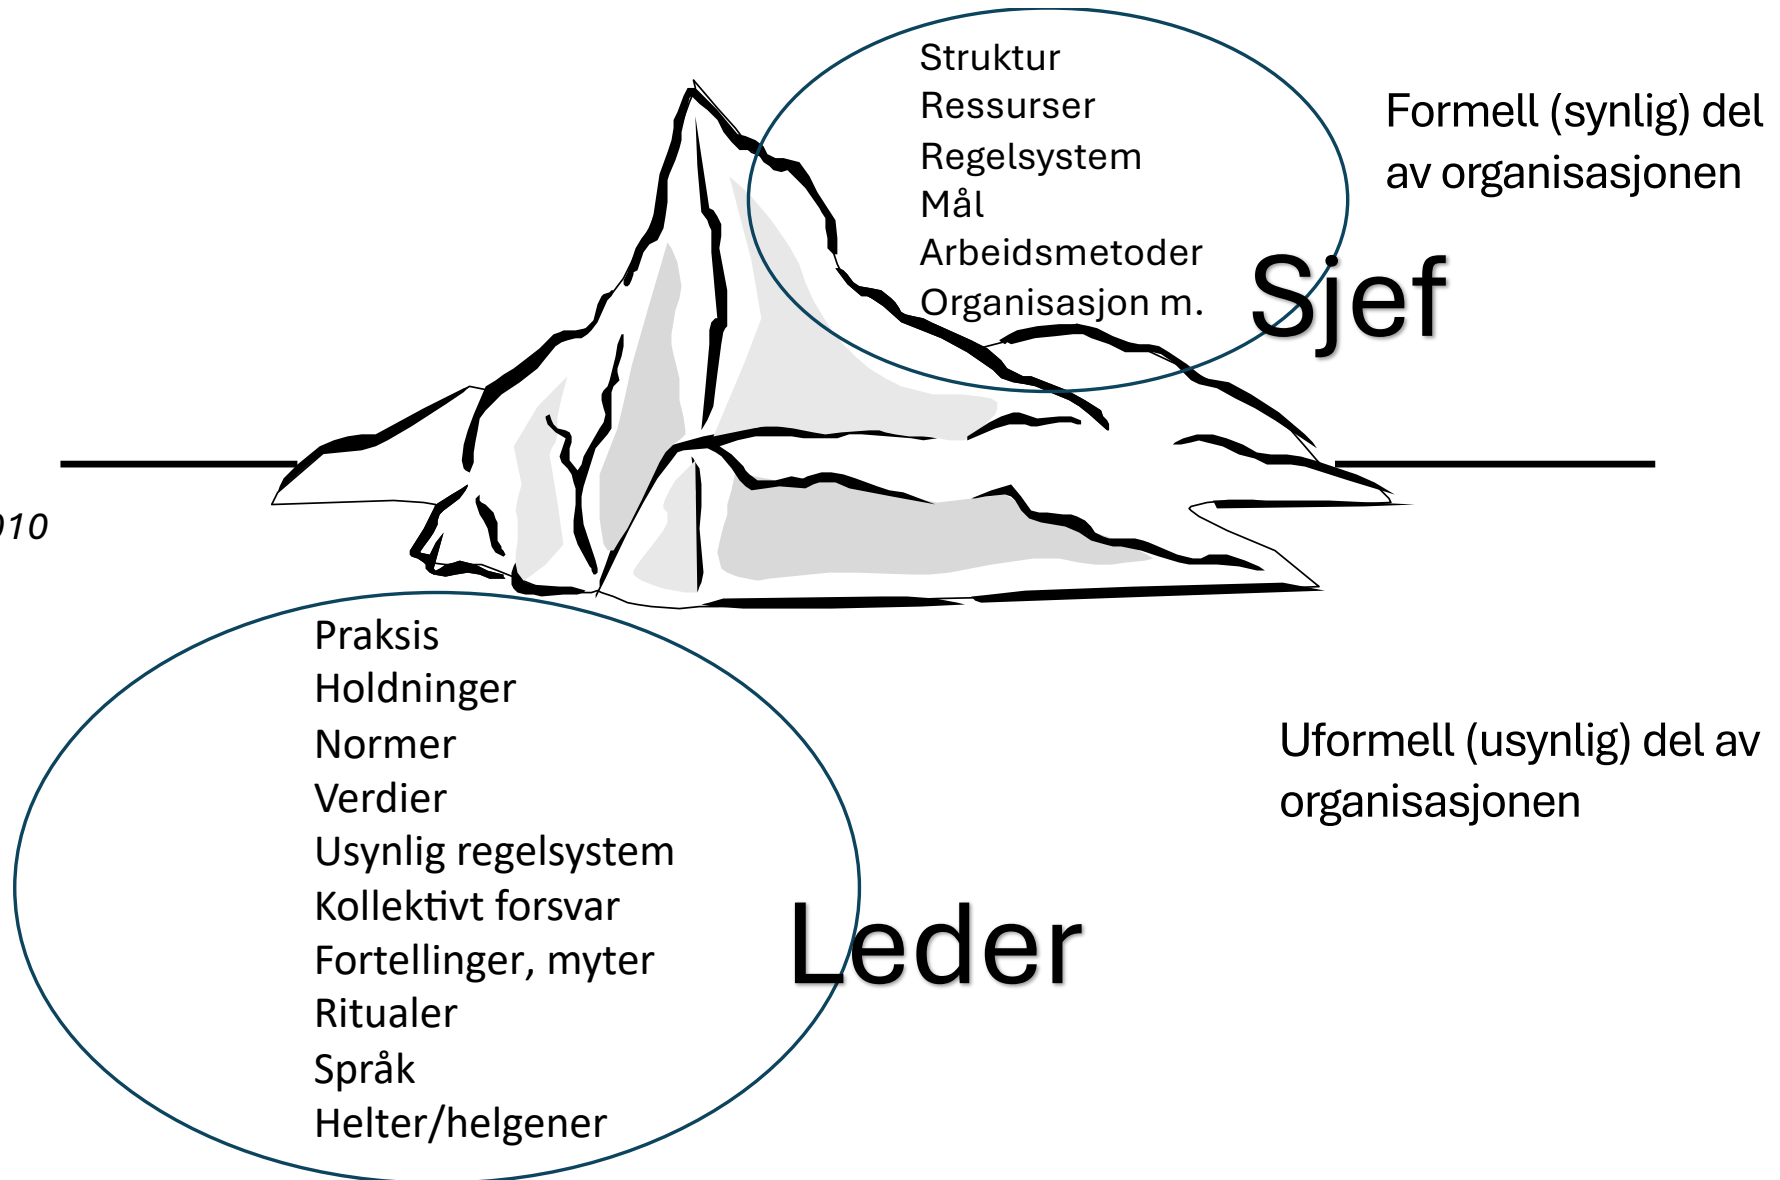 Struktur
Ressurser
Regelsystem
Mål
Arbeidsmetoder
Organisasjon m.
Formell (synlig) del
av organisasjonen
Sjef
010
Praksis
Holdninger
Normer
Verdier
Usynlig regelsystem
Kollektivt forsvar
Fortellinger, myter
Ritualer
Språk
Helter/helgener
Leder
Uformell (usynlig) del av
organisasjonen